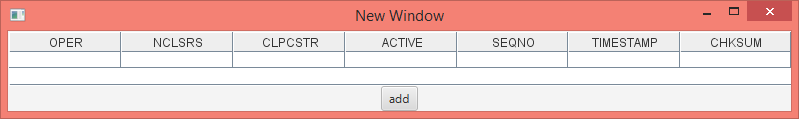 New Window
OPER NCLSRS CLPCSTR ACTIVE SEQNO TIMESTAMP CHKSUM
add